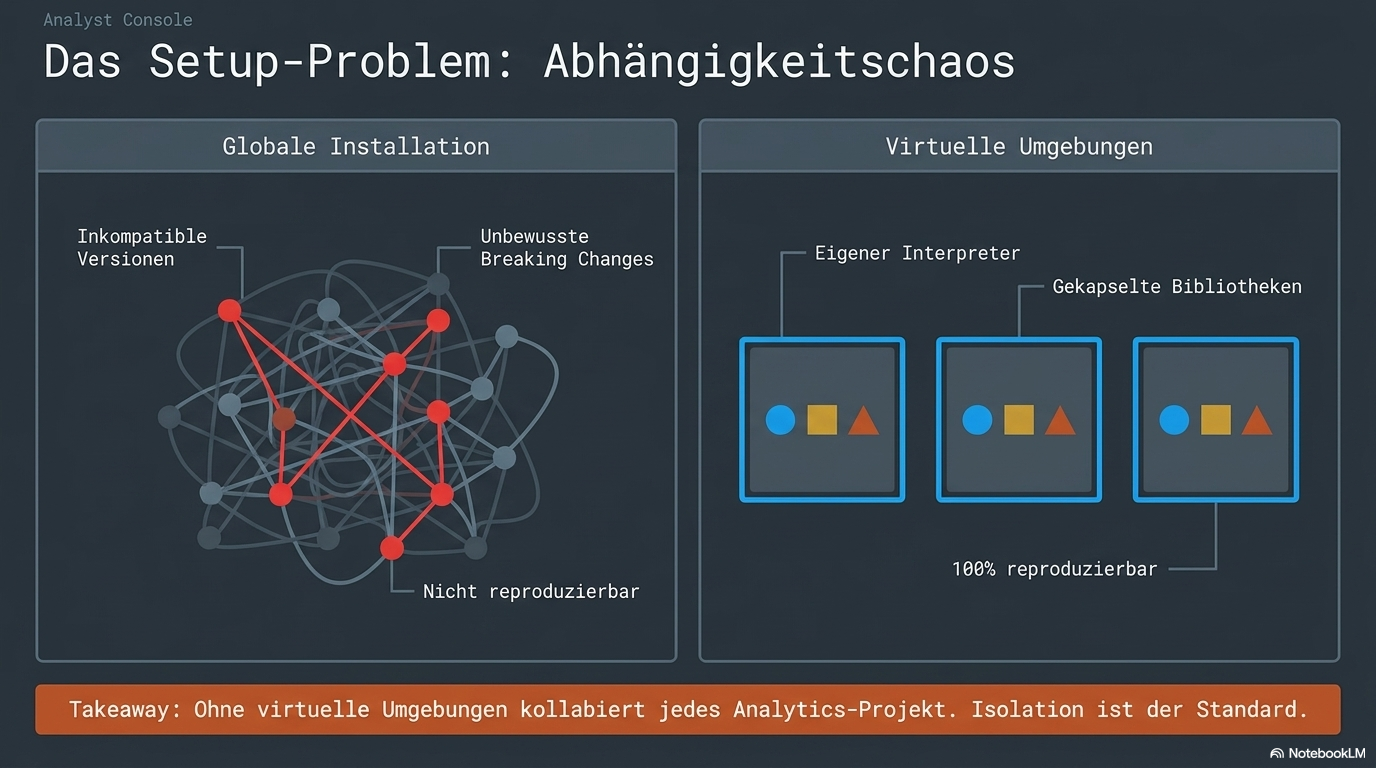 Analyst Console
Das Setup-Problem: Abhängigkeitschaos
Globale Installation
Inkompatible
Versionen
Unbewusste
Breaking Changes
Nicht reproduzierbar
Virtuelle Umgebungen
Eigener Interpreter
Gekapselte Bibliotheken
100% reproduzierbar
Takeaway: Ohne virtuelle Umgebungen kollabiert jedes Analytics-Projekt. Isolation ist der Standard.
NotebookLM